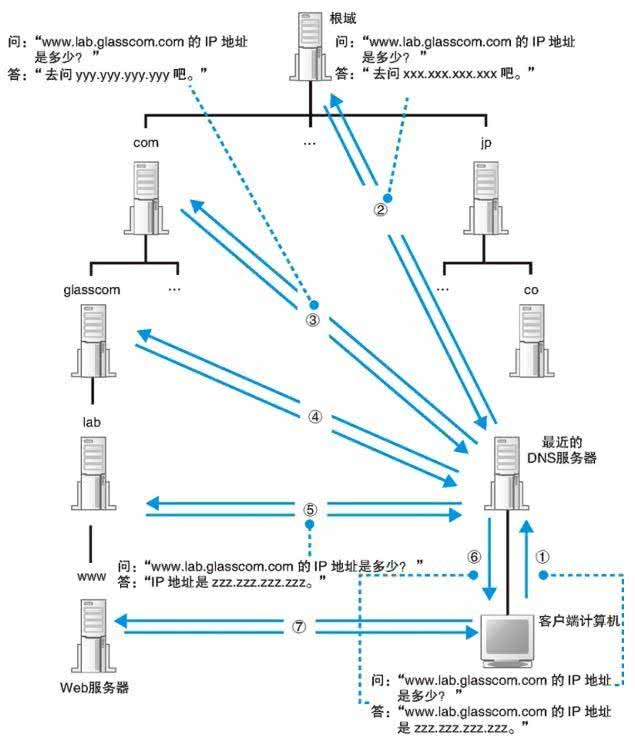 根域
问：“www.lab.glasscom.com 的 IP 地址
是多少？”
答：“去问 yyy.yyy.yyy.yyy 吧。”
问：“www.lab.glasscom.com 的 IP 地址
是多少？”
答：“去问 xxx.xxx.xxx.xxx 吧。”
com
…
jp
②
glasscom
…
…
co
③
④
lab
最近的
DNS服务器
⑤
www
问：“www.lab.glasscom.com 的 IP 地址是多少？”
答：“IP 地址是 zzz.zzz.zzz.zzz。”
⑥
①
⑦
客户端计算机
Web服务器
问：“www.lab.glasscom.com 的 IP 地址
是多少？”
答：“www.lab.glasscom.com 的 IP 地址
是 zzz.zzz.zzz.zzz。”